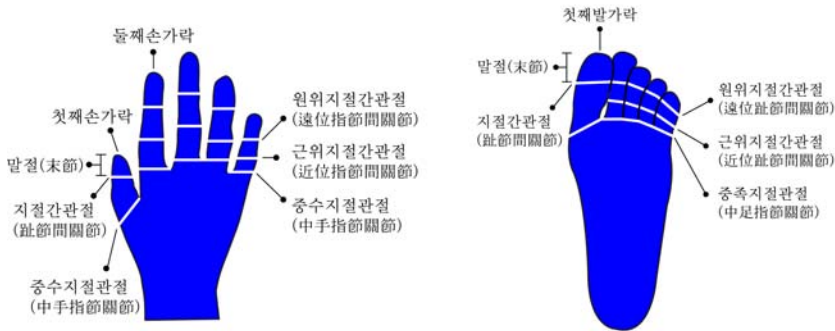 둘째손가락
첫째손가락
말절(末節)
지절간관절
(趾節間關節)
중수지절관절
(中手指節關節)
원위지절간관절
(遠位指節間關節)
근위지절간관절
(近位指節間關節)
중수지절관절
(中手指節關節)
첫째발가락
말절(末節)
지절간관절
(趾節間關節)
원위지절간관절
(遠位趾節間關節)
근위지절간관절
(近位趾節間關節)
중족지절관절
(中足指節關節)